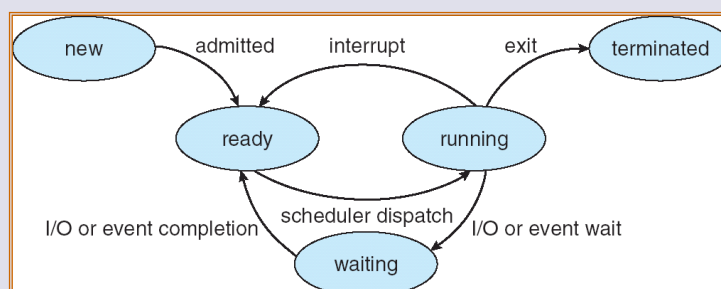 new
admitted
interrupt
exit
terminated
ready
running
I/O or event completion
scheduler dispatch
I/O or event wait
waiting